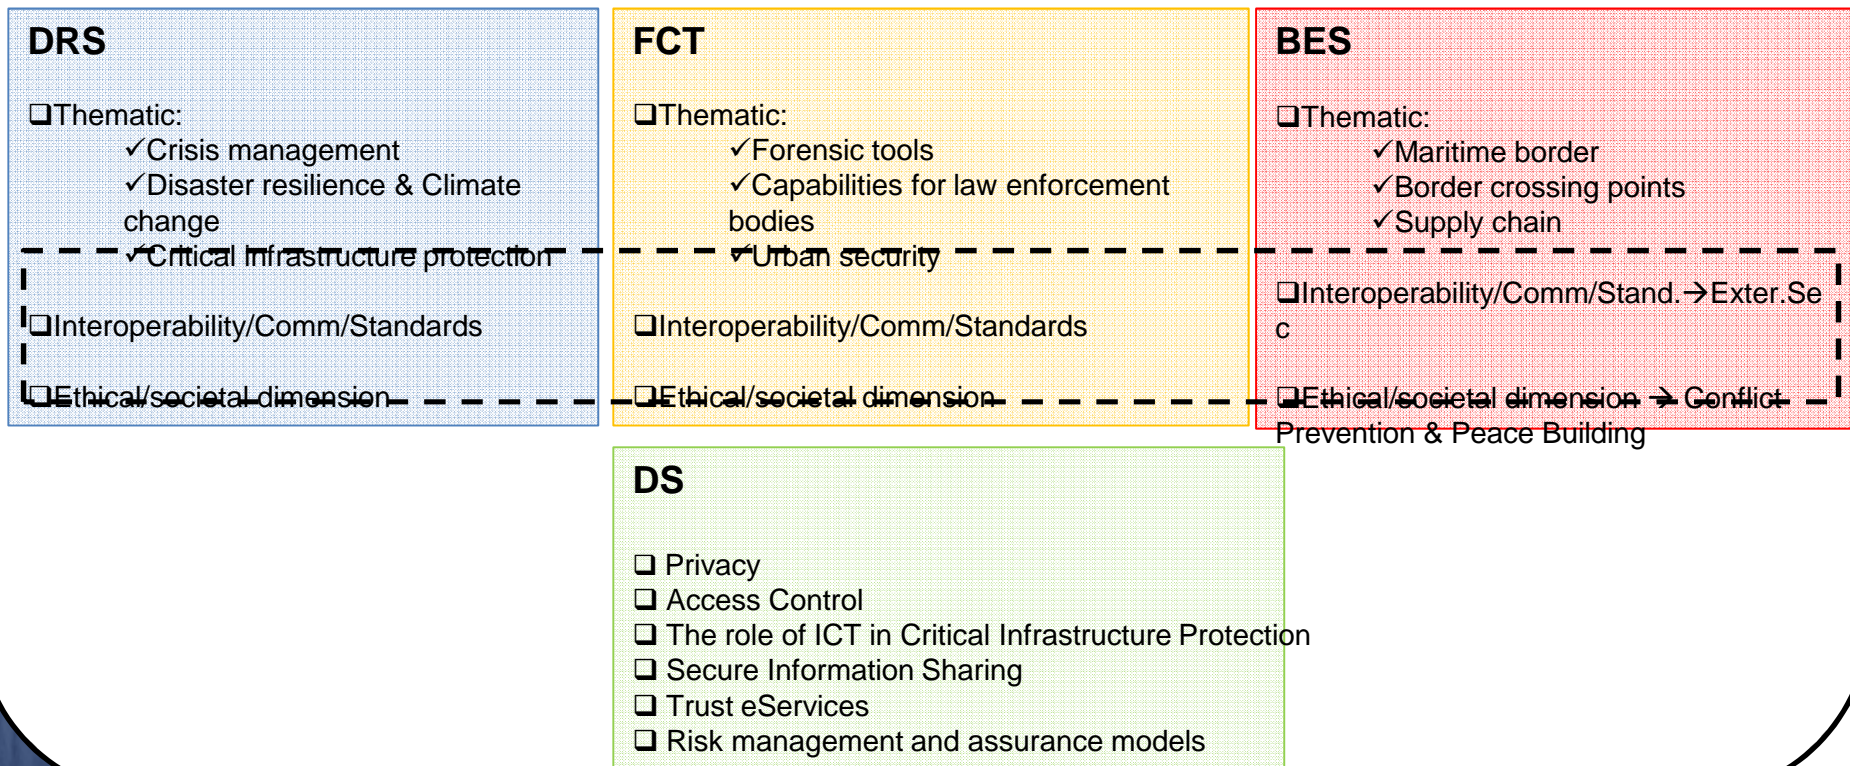 DRS
❑Thematic:
✓Crisis management
✓Disaster resilience & Climate
change
✓Critical Infrastructure protection
❑Interoperability/Comm/Standards
❑Ethical/societal dimension
FCT
❑Thematic:
✓Forensic tools
✓Capabilities for law enforcement
bodies
✓Urban security
❑Interoperability/Comm/Standards
❑Ethical/societal dimension
BES
❑Thematic:
✓Maritime border
✓Border crossing points
✓Supply chain
❑Interoperability/Comm/Stand.→Exter.Se
c
❑Ethical/societal dimension → Conflict
Prevention & Peace Building
DS
❑ Privacy
❑ Access Control
❑ The role of ICT in Critical Infrastructure Protection
❑ Secure Information Sharing
❑ Trust eServices
❑ Risk management and assurance models